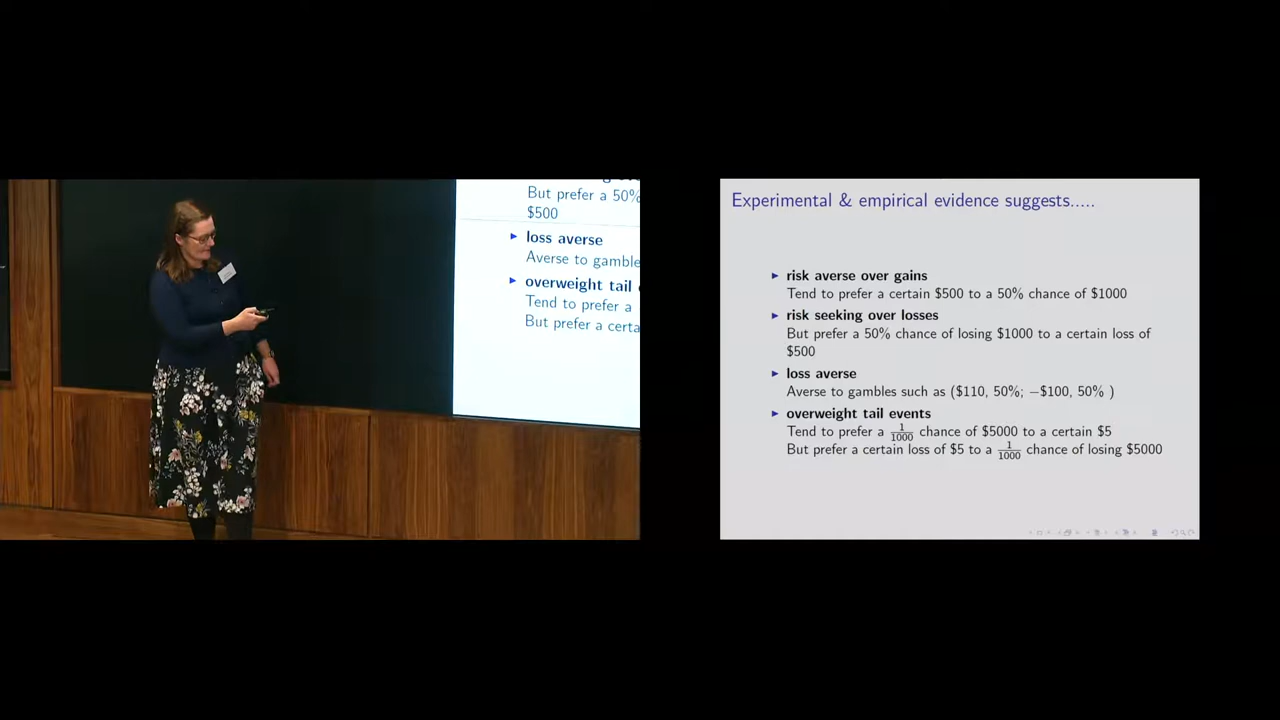 But prefer a 50%
$500
▶ loss averse
Averse to gamble
▶ overweight tail
Tend to prefer a
But prefer a certa
Experimental & empirical evidence suggests.....
▶ risk averse over gains
Tend to prefer a certain $500 to a 50% chance of $1000
▶ risk seeking over losses
But prefer a 50% chance of losing $1000 to a certain loss of
$500
▶ loss averse
Averse to gambles such as ($110, 50%; −$100, 50% )
▶ overweight tail events
Tend to prefer a 1/1000 chance of $5000 to a certain $5
But prefer a certain loss of $5 to a 1/1000 chance of losing $5000